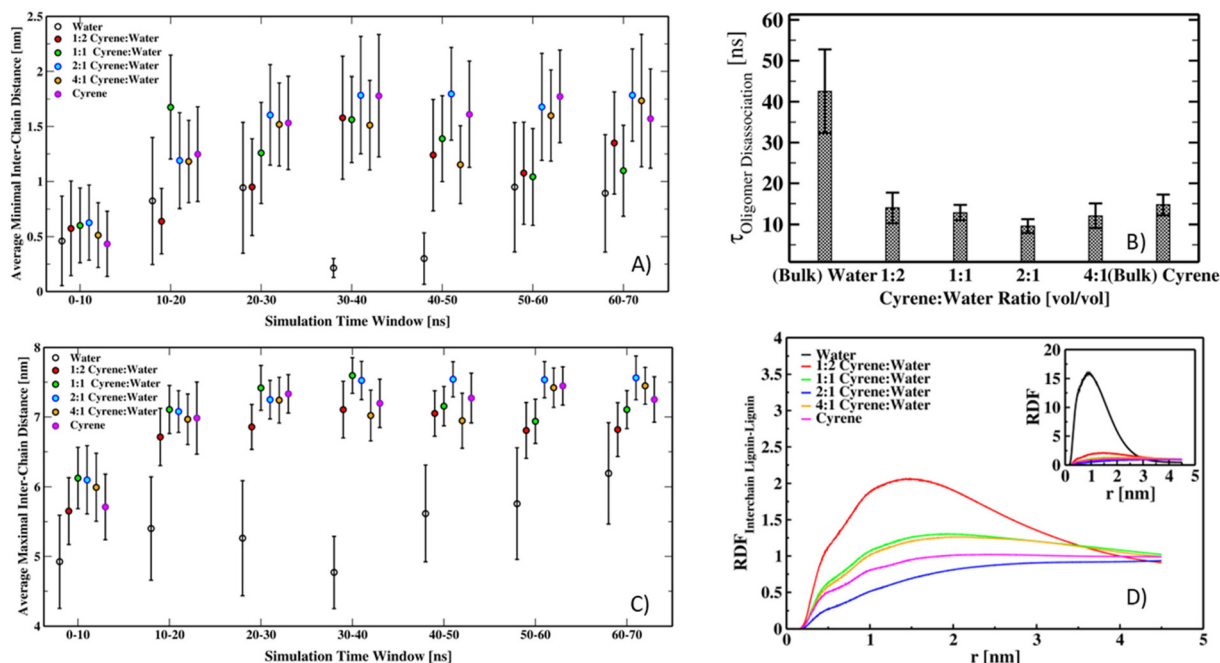 Average Minimal Inter-Chain Distance [nm]
2.5
2
1.5
1
0.5
0
Water
1:2 Cyrene:Water
1:1 Cyrene:Water
2:1 Cyrene:Water
4:1 Cyrene:Water
Cyrene
A)
0-10 10-20 20-30 30-40 40-50 50-60 60-70
Simulation Time Window [ns]
τOligomer Disassociation [ns]
60
50
40
30
20
10
B)
(Bulk) Water 1:2 1:1 2:1 4:1(Bulk) Cyrene
Cyrene:Water Ratio [vol/vol]
Average Maximal Inter-Chain Distance [nm]
8
7
6
5
4
Water
1:2 Cyrene:Water
1:1 Cyrene:Water
2:1 Cyrene:Water
4:1 Cyrene:Water
Cyrene
C)
0-10 10-20 20-30 30-40 40-50 50-60 60-70
Simulation Time Window [ns]
RDFInterchain Lignin-Lignin
4
3.5
3
2.5
2
1.5
1
0.5
0
Water
1:2 Cyrene:Water
1:1 Cyrene:Water
2:1 Cyrene:Water
4:1 Cyrene:Water
Cyrene
RDF
20
15
10
5
0
0 1 2 3 4 5
r [nm]
D)
0 1 2 3 4 5
r [nm]